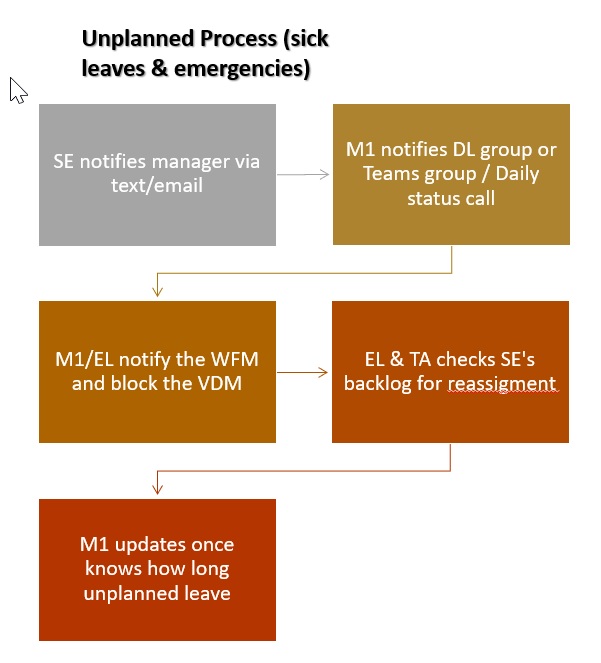 Unplanned Process (sick
leaves & emergencies)
SE notifies manager via
text/email
M1 notifies DL group or
Teams group / Daily
status call
M1/EL notify the WFM
and block the VDM
EL & TA checks SE's
backlog for reassigment
M1 updates once
knows how long
unplanned leave